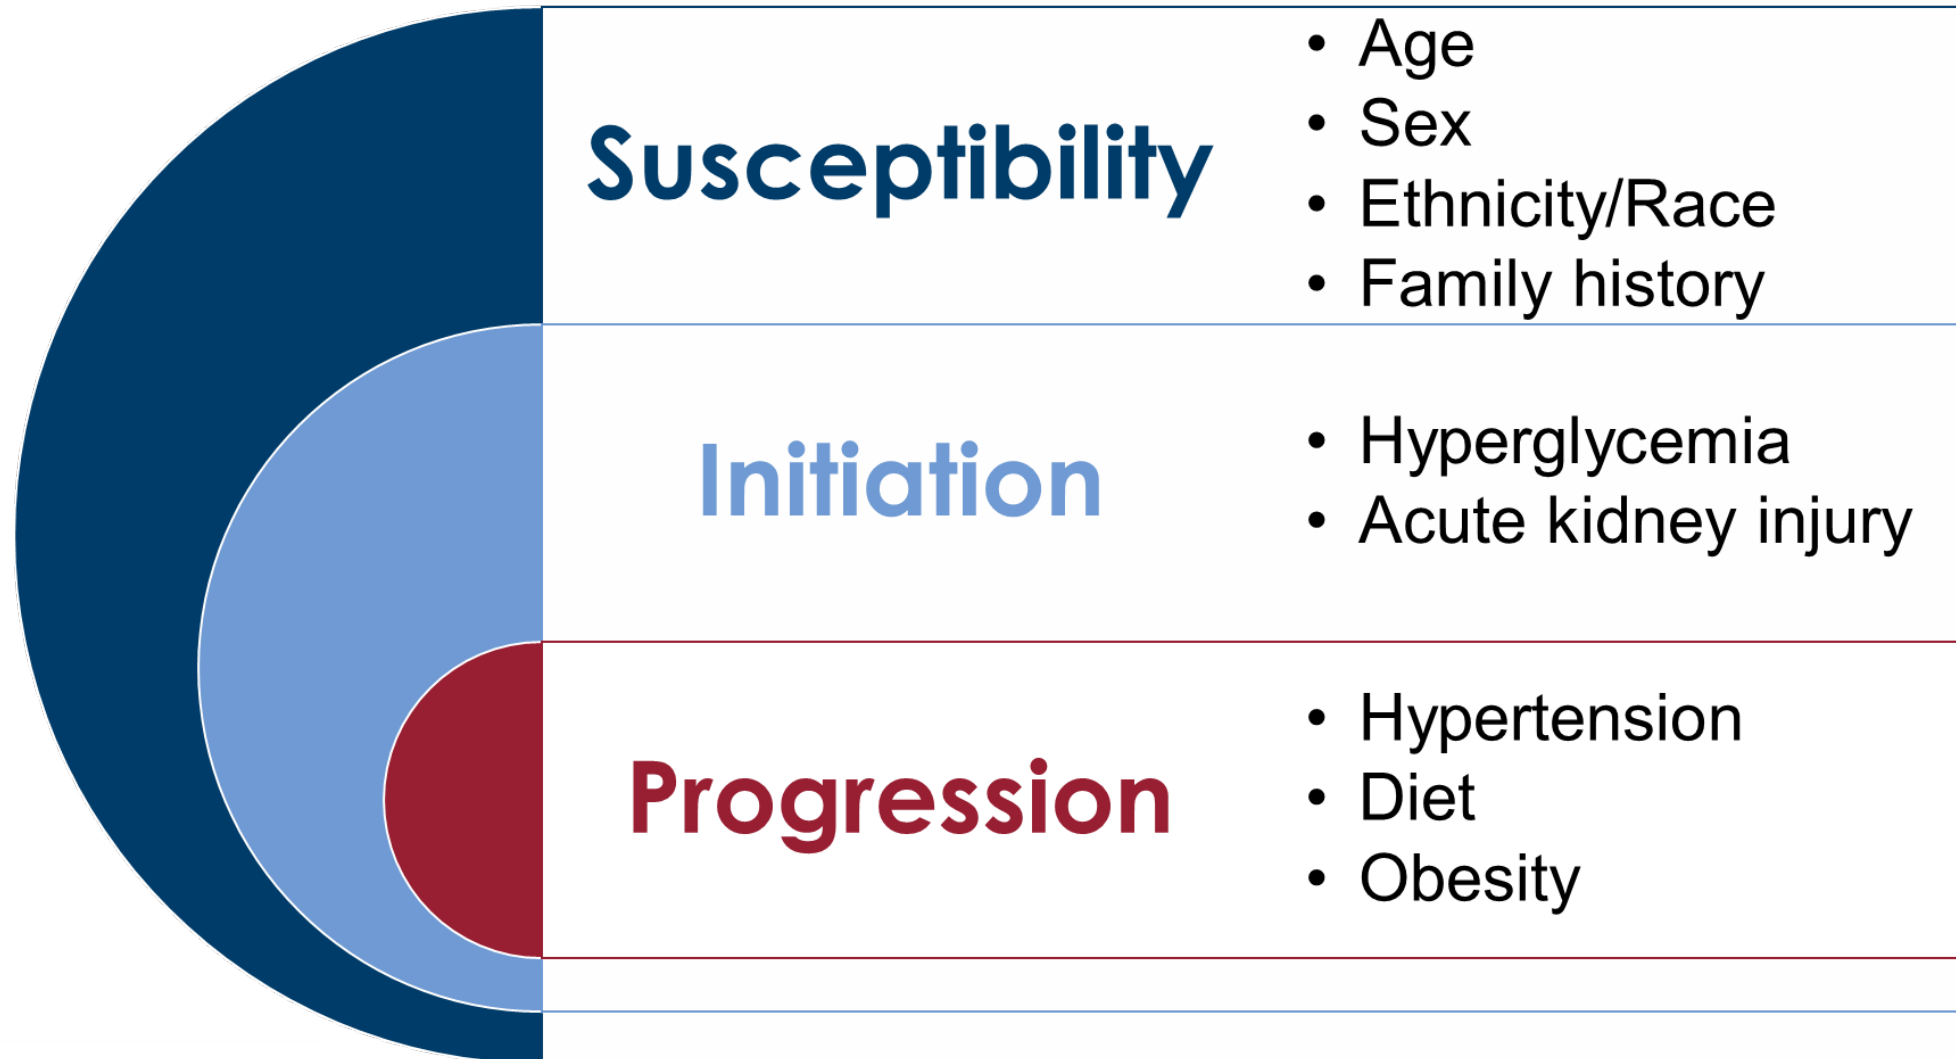 Susceptibility
• Age
• Sex
• Ethnicity/Race
• Family history
Initiation
• Hyperglycemia
• Acute kidney injury
Progression
• Hypertension
• Diet
• Obesity